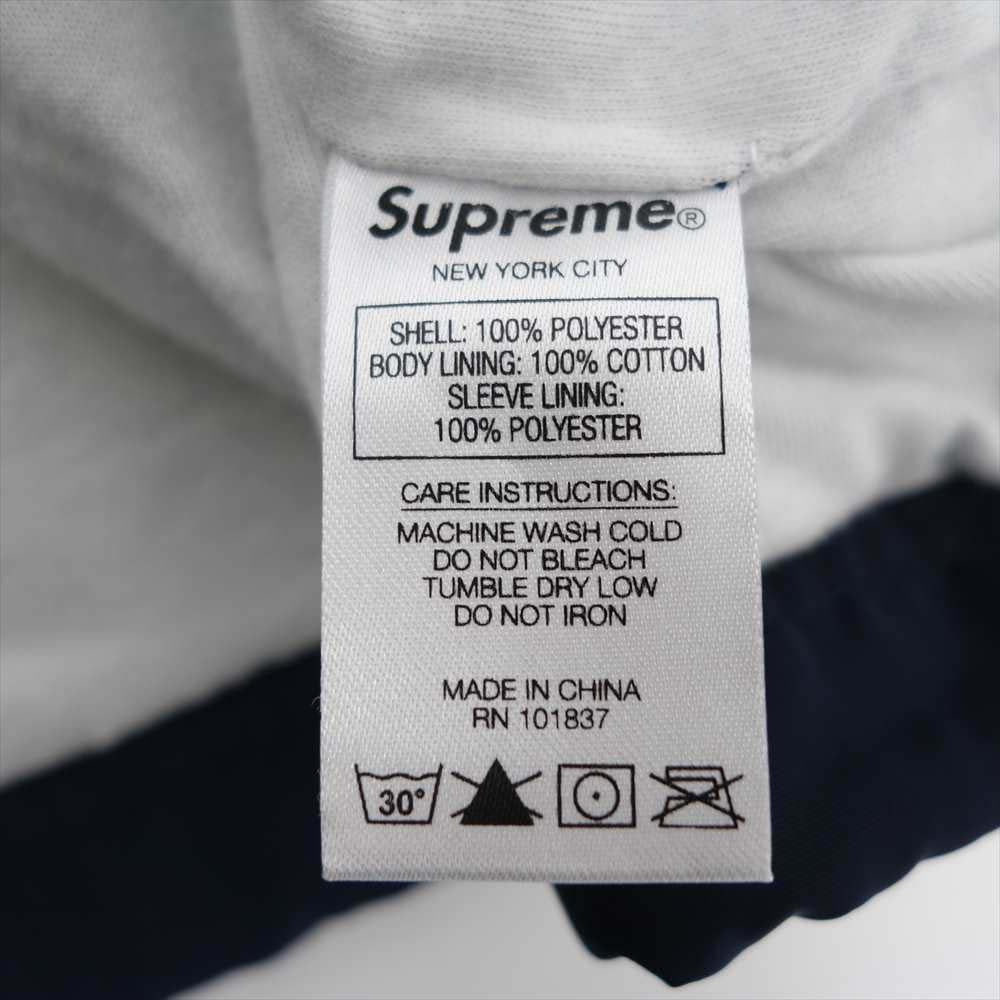 Supreme®
NEW YORK CITY
SHELL: 100% POLYESTER
BODY LINING: 100% COTTON
SLEEVE LINING:
100% POLYESTER
CARE INSTRUCTIONS:
MACHINE WASH COLD
DO NOT BLEACH
TUMBLE DRY LOW
DO NOT IRON
MADE IN CHINA
RN 101837
30°